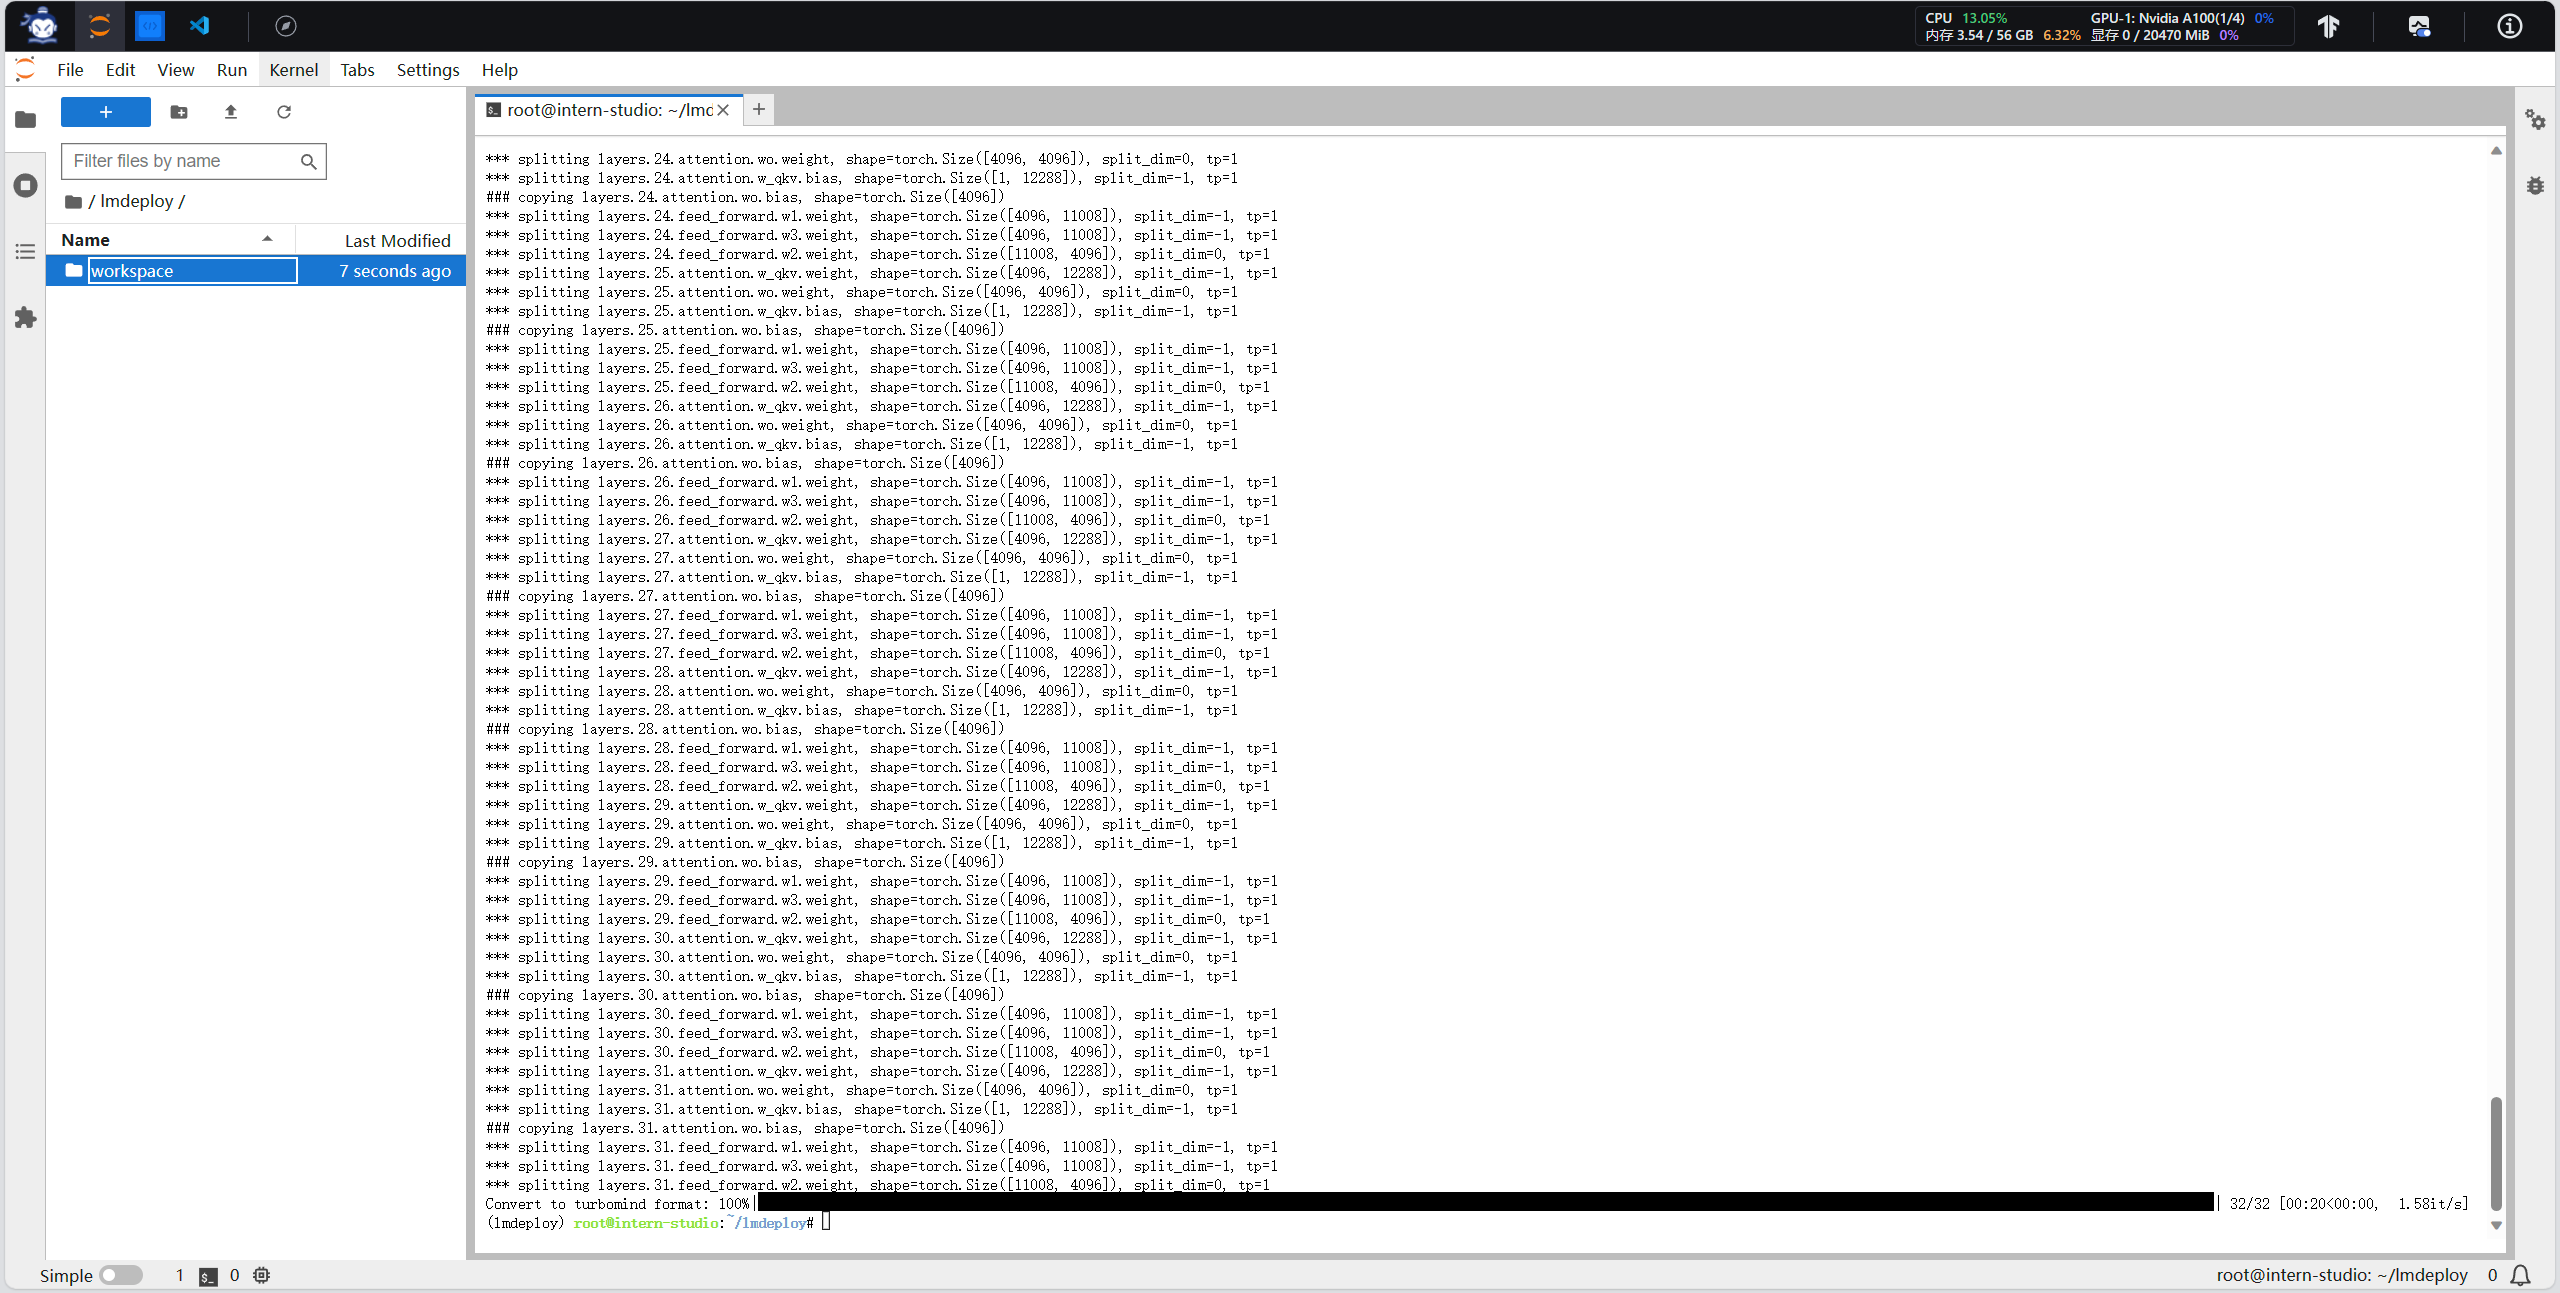 CPU 13.05% GPU-1: Nvidia A100(1/4) 0%
内存 3.54 / 56 GB 6.32% 显存 0 / 20470 MiB 0%
File Edit View Run Kernel Tabs Settings Help
root@intern-studio: ~/lmd
Filter files by name
/ lmdeploy /
Name Last Modified
workspace 7 seconds ago
*** splitting layers.24.attention.wo.weight, shape=torch.Size([4096, 4096]), split_dim=0, tp=1
*** splitting layers.24.attention.w_qkv.bias, shape=torch.Size([1, 12288]), split_dim=-1, tp=1
### copying layers.24.attention.wo.bias, shape=torch.Size([4096])
*** splitting layers.24.feed_forward.w1.weight, shape=torch.Size([4096, 11008]), split_dim=-1, tp=1
*** splitting layers.24.feed_forward.w3.weight, shape=torch.Size([4096, 11008]), split_dim=-1, tp=1
*** splitting layers.24.feed_forward.w2.weight, shape=torch.Size([11008, 4096]), split_dim=0, tp=1
*** splitting layers.25.attention.w_qkv.weight, shape=torch.Size([4096, 12288]), split_dim=-1, tp=1
*** splitting layers.25.attention.wo.weight, shape=torch.Size([4096, 4096]), split_dim=0, tp=1
*** splitting layers.25.attention.w_qkv.bias, shape=torch.Size([1, 12288]), split_dim=-1, tp=1
### copying layers.25.attention.wo.bias, shape=torch.Size([4096])
*** splitting layers.25.feed_forward.w1.weight, shape=torch.Size([4096, 11008]), split_dim=-1, tp=1
*** splitting layers.25.feed_forward.w3.weight, shape=torch.Size([4096, 11008]), split_dim=-1, tp=1
*** splitting layers.25.feed_forward.w2.weight, shape=torch.Size([11008, 4096]), split_dim=0, tp=1
*** splitting layers.26.attention.w_qkv.weight, shape=torch.Size([4096, 12288]), split_dim=-1, tp=1
*** splitting layers.26.attention.wo.weight, shape=torch.Size([4096, 4096]), split_dim=0, tp=1
*** splitting layers.26.attention.w_qkv.bias, shape=torch.Size([1, 12288]), split_dim=-1, tp=1
### copying layers.26.attention.wo.bias, shape=torch.Size([4096])
*** splitting layers.26.feed_forward.w1.weight, shape=torch.Size([4096, 11008]), split_dim=-1, tp=1
*** splitting layers.26.feed_forward.w3.weight, shape=torch.Size([4096, 11008]), split_dim=-1, tp=1
*** splitting layers.26.feed_forward.w2.weight, shape=torch.Size([11008, 4096]), split_dim=0, tp=1
*** splitting layers.27.attention.w_qkv.weight, shape=torch.Size([4096, 12288]), split_dim=-1, tp=1
*** splitting layers.27.attention.wo.weight, shape=torch.Size([4096, 4096]), split_dim=0, tp=1
*** splitting layers.27.attention.w_qkv.bias, shape=torch.Size([1, 12288]), split_dim=-1, tp=1
### copying layers.27.attention.wo.bias, shape=torch.Size([4096])
*** splitting layers.27.feed_forward.w1.weight, shape=torch.Size([4096, 11008]), split_dim=-1, tp=1
*** splitting layers.27.feed_forward.w3.weight, shape=torch.Size([4096, 11008]), split_dim=-1, tp=1
*** splitting layers.27.feed_forward.w2.weight, shape=torch.Size([11008, 4096]), split_dim=0, tp=1
*** splitting layers.28.attention.w_qkv.weight, shape=torch.Size([4096, 12288]), split_dim=-1, tp=1
*** splitting layers.28.attention.wo.weight, shape=torch.Size([4096, 4096]), split_dim=0, tp=1
*** splitting layers.28.attention.w_qkv.bias, shape=torch.Size([1, 12288]), split_dim=-1, tp=1
### copying layers.28.attention.wo.bias, shape=torch.Size([4096])
*** splitting layers.28.feed_forward.w1.weight, shape=torch.Size([4096, 11008]), split_dim=-1, tp=1
*** splitting layers.28.feed_forward.w3.weight, shape=torch.Size([4096, 11008]), split_dim=-1, tp=1
*** splitting layers.28.feed_forward.w2.weight, shape=torch.Size([11008, 4096]), split_dim=0, tp=1
*** splitting layers.29.attention.w_qkv.weight, shape=torch.Size([4096, 12288]), split_dim=-1, tp=1
*** splitting layers.29.attention.wo.weight, shape=torch.Size([4096, 4096]), split_dim=0, tp=1
*** splitting layers.29.attention.w_qkv.bias, shape=torch.Size([1, 12288]), split_dim=-1, tp=1
### copying layers.29.attention.wo.bias, shape=torch.Size([4096])
*** splitting layers.29.feed_forward.w1.weight, shape=torch.Size([4096, 11008]), split_dim=-1, tp=1
*** splitting layers.29.feed_forward.w3.weight, shape=torch.Size([4096, 11008]), split_dim=-1, tp=1
*** splitting layers.29.feed_forward.w2.weight, shape=torch.Size([11008, 4096]), split_dim=0, tp=1
*** splitting layers.30.attention.w_qkv.weight, shape=torch.Size([4096, 12288]), split_dim=-1, tp=1
*** splitting layers.30.attention.wo.weight, shape=torch.Size([4096, 4096]), split_dim=0, tp=1
*** splitting layers.30.attention.w_qkv.bias, shape=torch.Size([1, 12288]), split_dim=-1, tp=1
### copying layers.30.attention.wo.bias, shape=torch.Size([4096])
*** splitting layers.30.feed_forward.w1.weight, shape=torch.Size([4096, 11008]), split_dim=-1, tp=1
*** splitting layers.30.feed_forward.w3.weight, shape=torch.Size([4096, 11008]), split_dim=-1, tp=1
*** splitting layers.30.feed_forward.w2.weight, shape=torch.Size([11008, 4096]), split_dim=0, tp=1
*** splitting layers.31.attention.w_qkv.weight, shape=torch.Size([4096, 12288]), split_dim=-1, tp=1
*** splitting layers.31.attention.wo.weight, shape=torch.Size([4096, 4096]), split_dim=0, tp=1
*** splitting layers.31.attention.w_qkv.bias, shape=torch.Size([1, 12288]), split_dim=-1, tp=1
### copying layers.31.attention.wo.bias, shape=torch.Size([4096])
*** splitting layers.31.feed_forward.w1.weight, shape=torch.Size([4096, 11008]), split_dim=-1, tp=1
*** splitting layers.31.feed_forward.w3.weight, shape=torch.Size([4096, 11008]), split_dim=-1, tp=1
*** splitting layers.31.feed_forward.w2.weight, shape=torch.Size([11008, 4096]), split_dim=0, tp=1
Convert to turbomind format: 100%| | 32/32 [00:20<00:00, 1.58it/s]
(lmdeploy) root@intern-studio:~/lmdeploy#
Simple 1 0 root@intern-studio: ~/lmdeploy 0